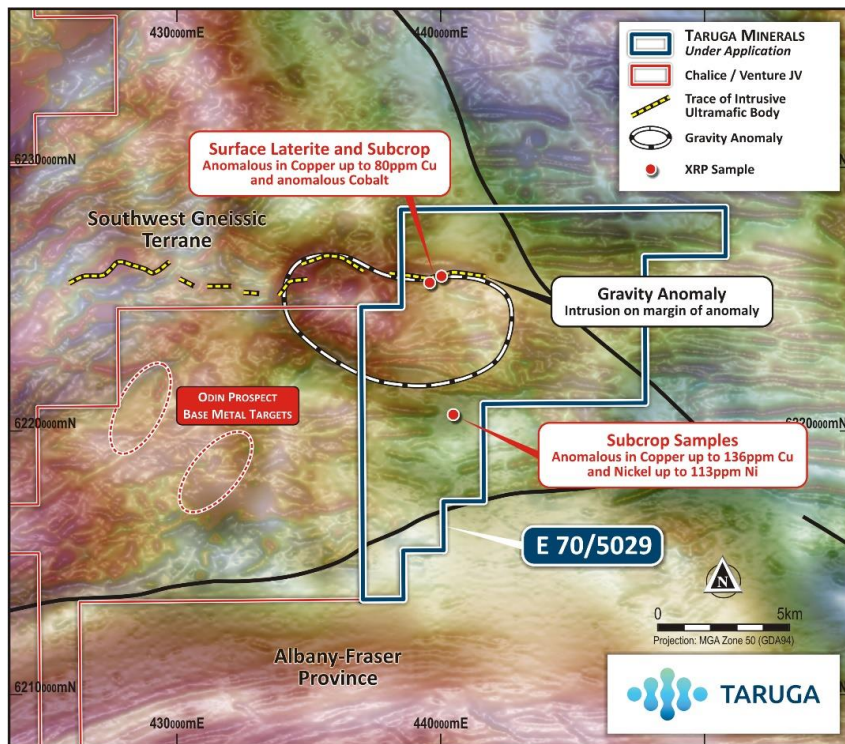 430000mE
440000mE
TARUGA MINERALS
Under Application
Chalice / Venture JV
Trace of Intrusive
Ultramafic Body
Gravity Anomaly
XRP Sample
6230000mN
Surface Laterite and Subcrop
Anomalous in Copper up to 80ppm Cu
and anomalous Cobalt
Southwest Gneissic
Terrane
Gravity Anomaly
Intrusion on margin of anomaly
ODIN PROSPECT
BASE METAL TARGETS
6220000mN
6220000mN
Subcrop Samples
Anomalous in Copper up to 136ppm Cu
and Nickel up to 113ppm Ni
E 70/5029
N
0 5km
Projection: MGA Zone 50 (GDA94)
Albany-Fraser
Province
TARUGA
6210000mN
430000mE
440000mE